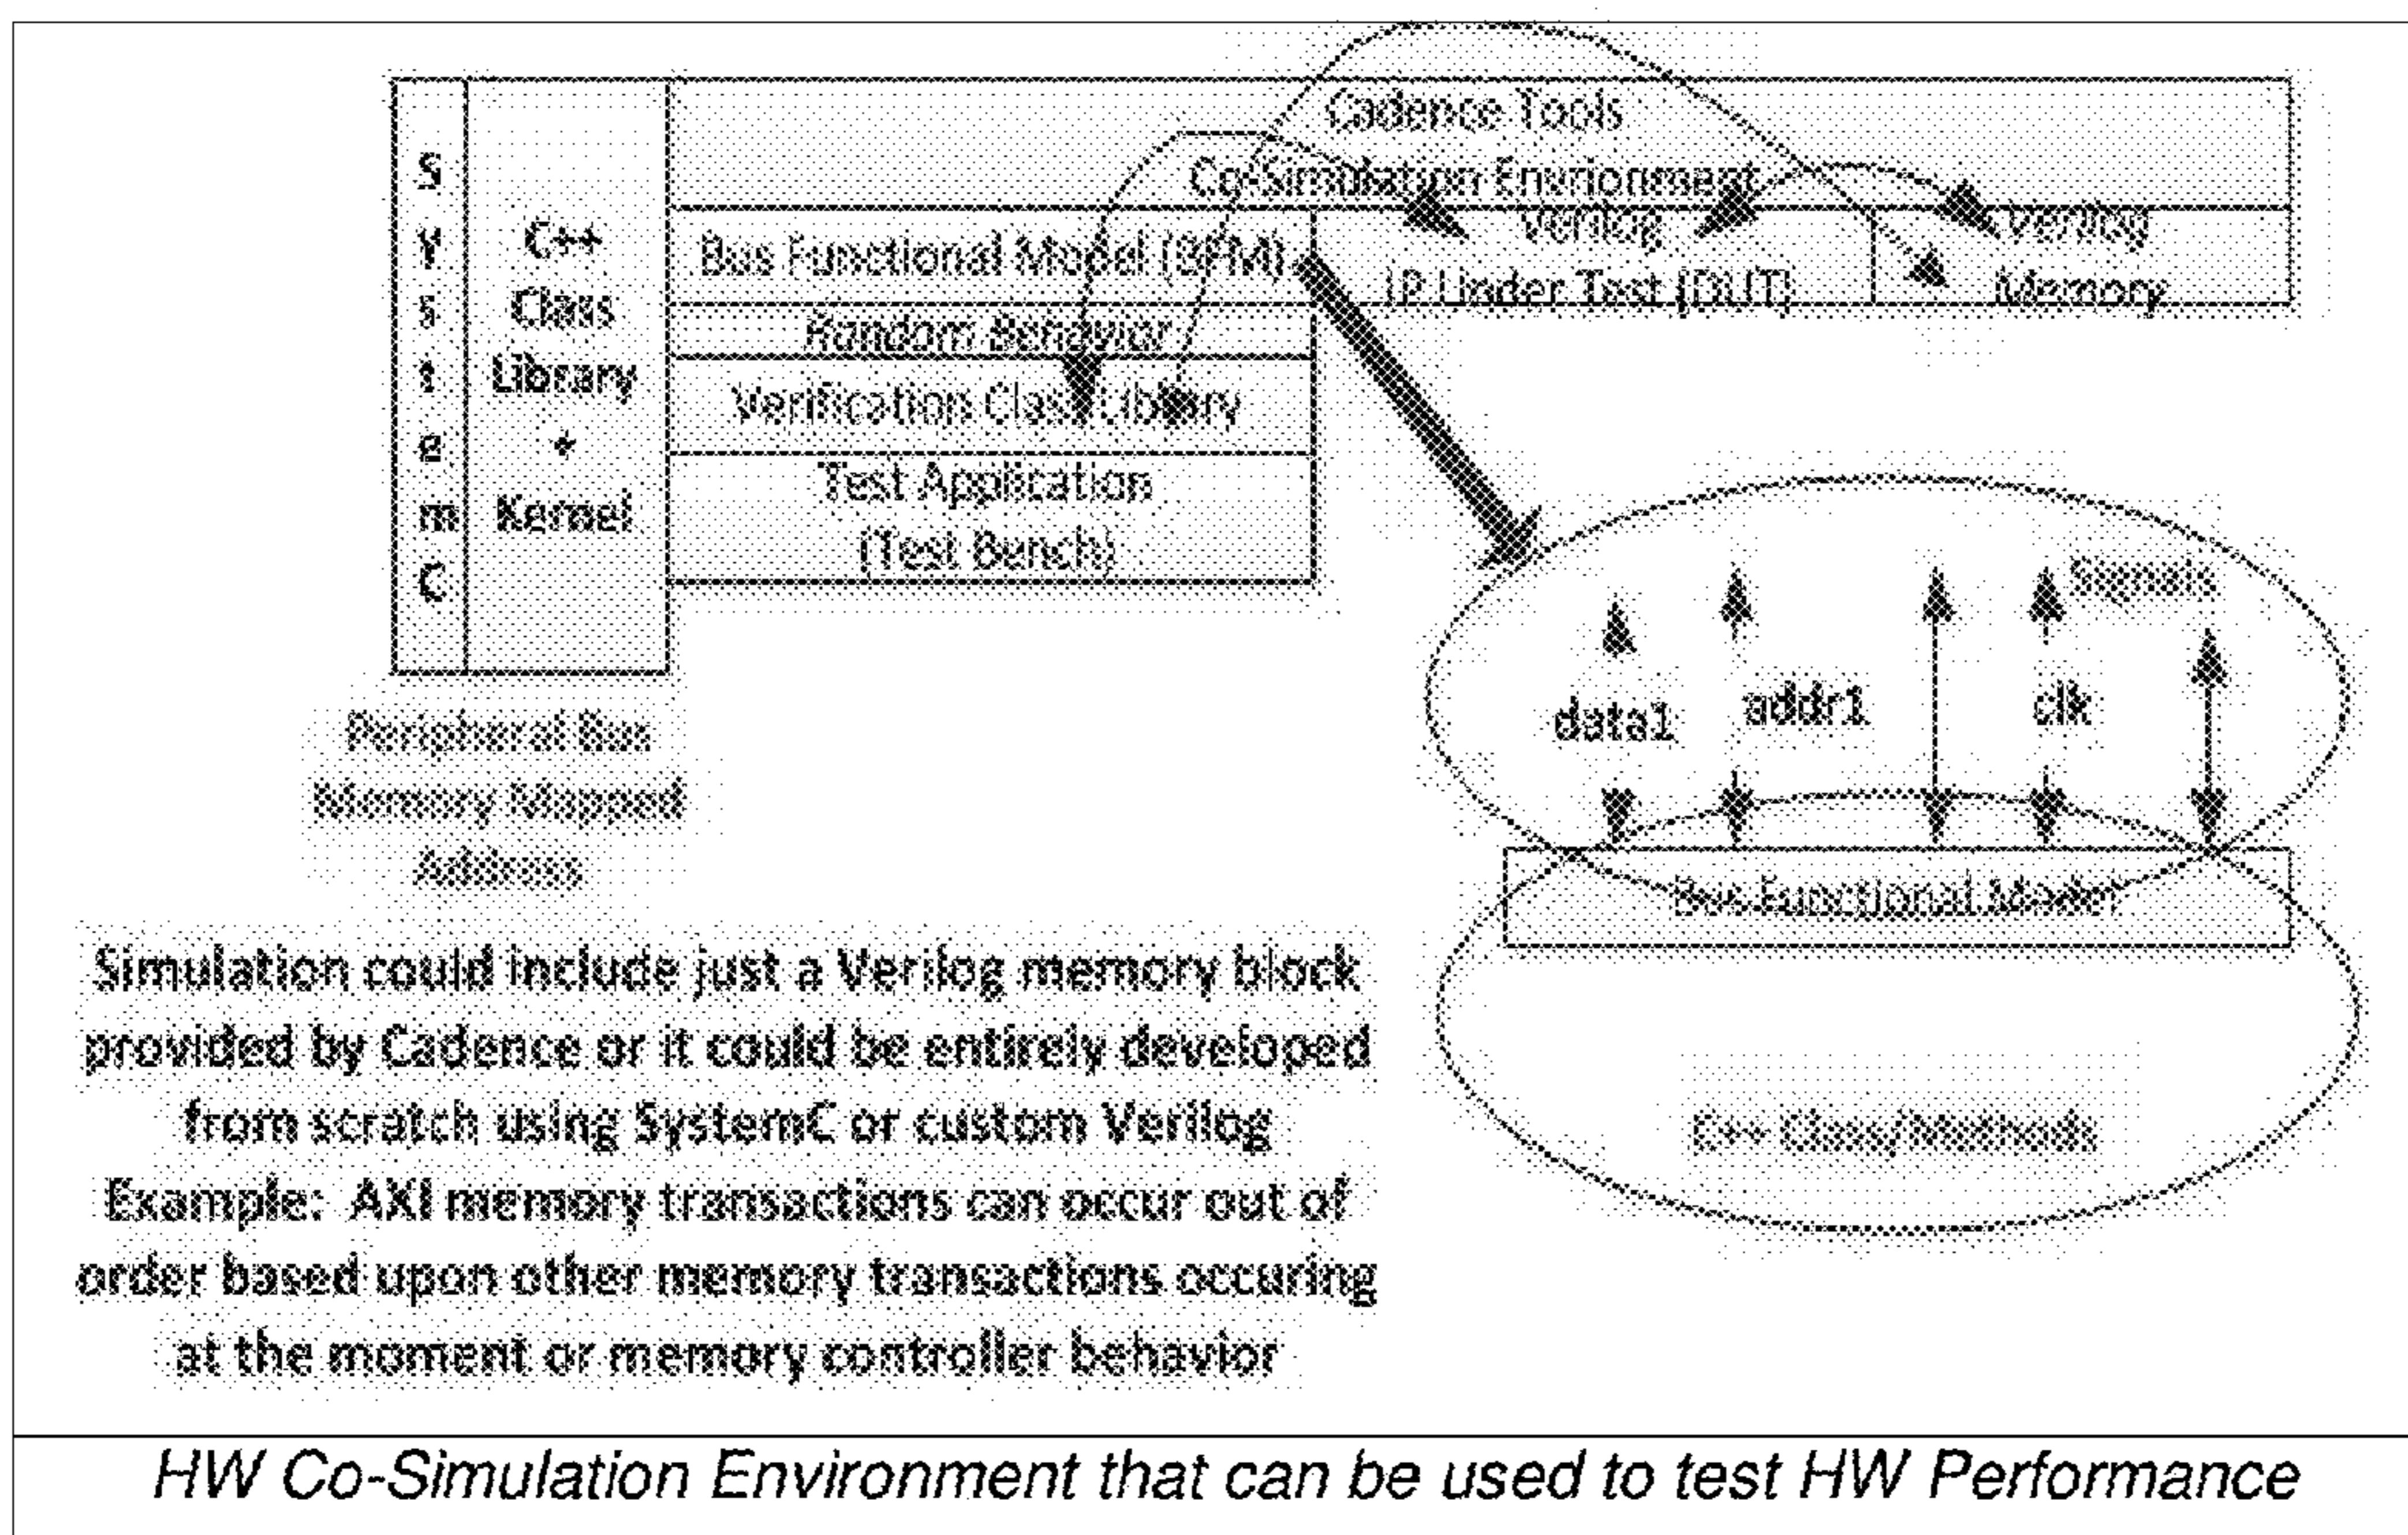 Cadence Tools
Co-Simulation Envrionment
S
y
s
t
e
m
C
C++
Class
Library
+
Kernel
Bus Functional Model (BFM)
Random Behavior
Verification Class Library
Test Application
(Test Bench)
Verilog
IP Under Test (DUT)
Verilog
Memory
Peripheral Bus
Memory Mapped
Address
Signals
data1
addr1
clk
Bus Functional Model
C++ Class/Methods
Simulation could include just a Verilog memory block
provided by Cadence or it could be entirely developed
from scratch using SystemC or custom Verilog
Example: AXI memory transactions can occur out of
order based upon other memory transactions occuring
at the moment or memory controller behavior
HW Co-Simulation Environment that can be used to test HW Performance